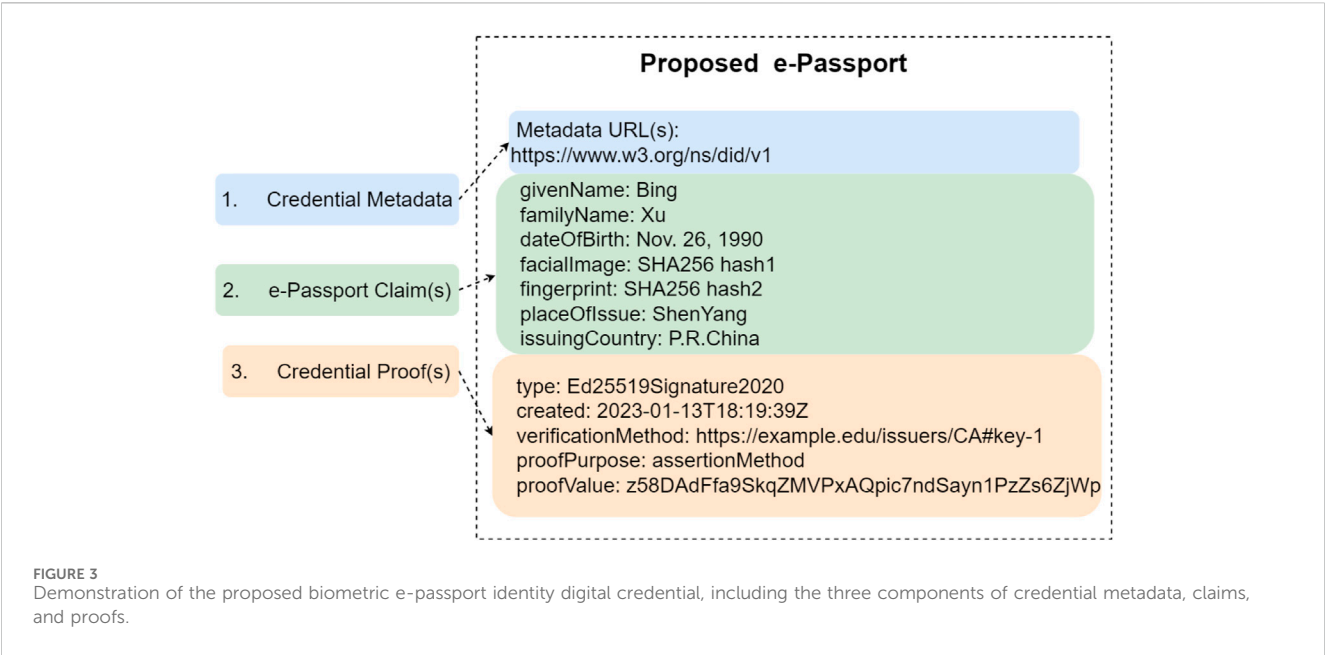 Proposed e-Passport
Metadata URL(s):
https://www.w3.org/ns/did/v1
1. Credential Metadata
givenName: Bing
familyName: Xu
dateOfBirth: Nov. 26, 1990
facialImage: SHA256 hash1
fingerprint: SHA256 hash2
placeOfIssue: ShenYang
issuingCountry: P.R.China
2. e-Passport Claim(s)
3. Credential Proof(s)
type: Ed25519Signature2020
created: 2023-01-13T18:19:39Z
verificationMethod: https://example.edu/issuers/CA#key-1
proofPurpose: assertionMethod
proofValue: z58DAdFfa9SkqZMVPxAQpic7ndSayn1PzZs6ZjWp
FIGURE 3
Demonstration of the proposed biometric e-passport identity digital credential, including the three components of credential metadata, claims,
and proofs.